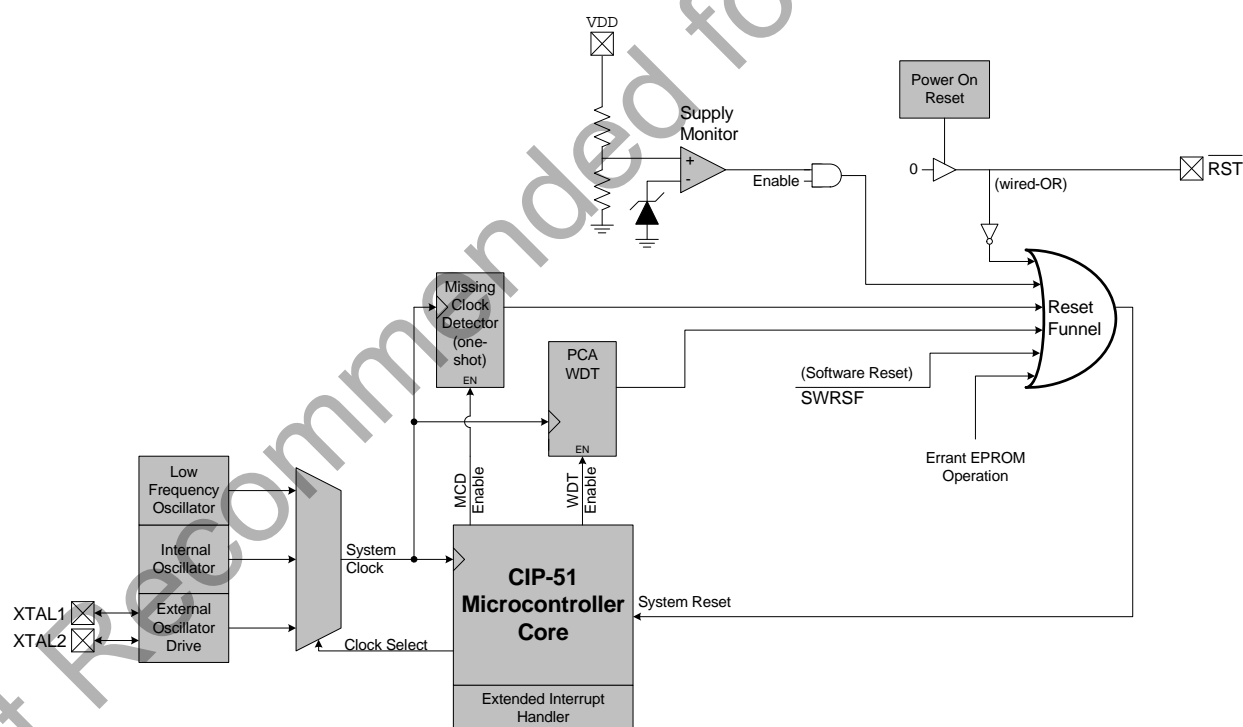 VDD
Power On
Reset
Supply
Monitor
+
-
Enable
0
(wired-OR)
RST
Missing
Clock
Detector
(one-
shot)
EN
PCA
WDT
EN
Reset
Funnel
(Software Reset)
SWRSF
Errant EPROM
Operation
MCD
Enable
WDT
Enable
Low
Frequency
Oscillator
Internal
Oscillator
External
Oscillator
Drive
XTAL1
XTAL2
System
Clock
Clock Select
CIP-51
Microcontroller
Core
System Reset
Extended Interrupt
Handler
Recommended fo